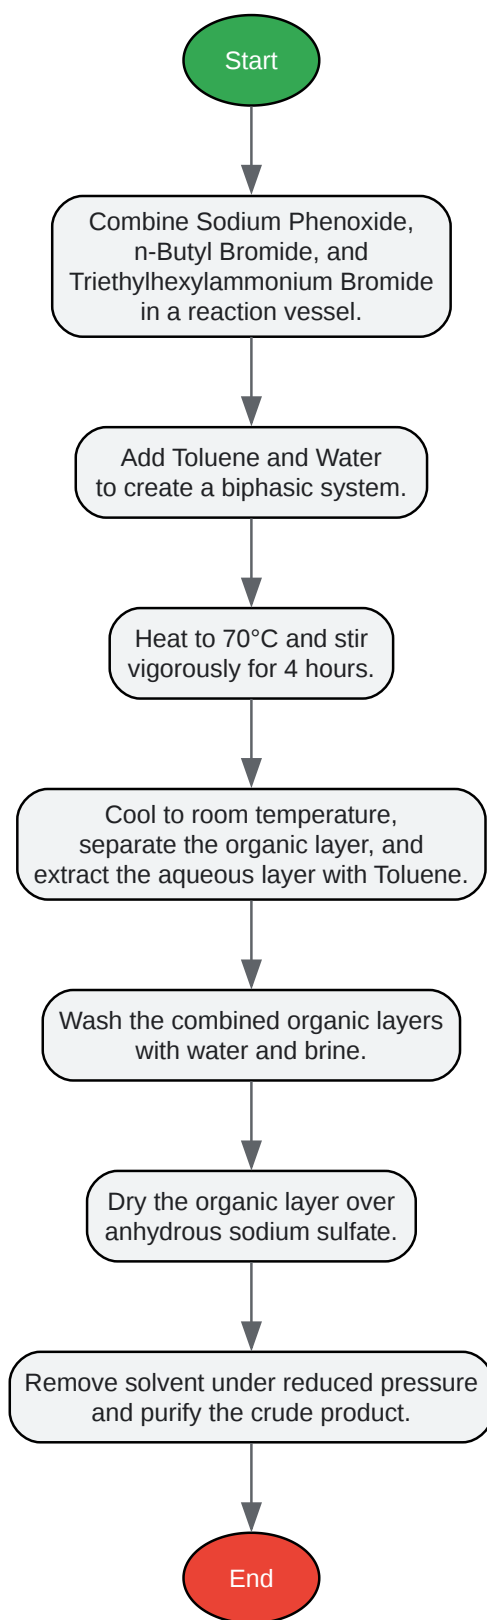 Start
Combine Sodium Phenoxide,
n-Butyl Bromide, and
Triethylhexylammonium Bromide
in a reaction vessel.
Add Toluene and Water
to create a biphasic system.
Heat to 70°C and stir
vigorously for 4 hours.
Cool to room temperature,
separate the organic layer, and
extract the aqueous layer with Toluene.
Wash the combined organic layers
with water and brine.
Dry the organic layer over
anhydrous sodium sulfate.
Remove solvent under reduced pressure
and purify the crude product.
End